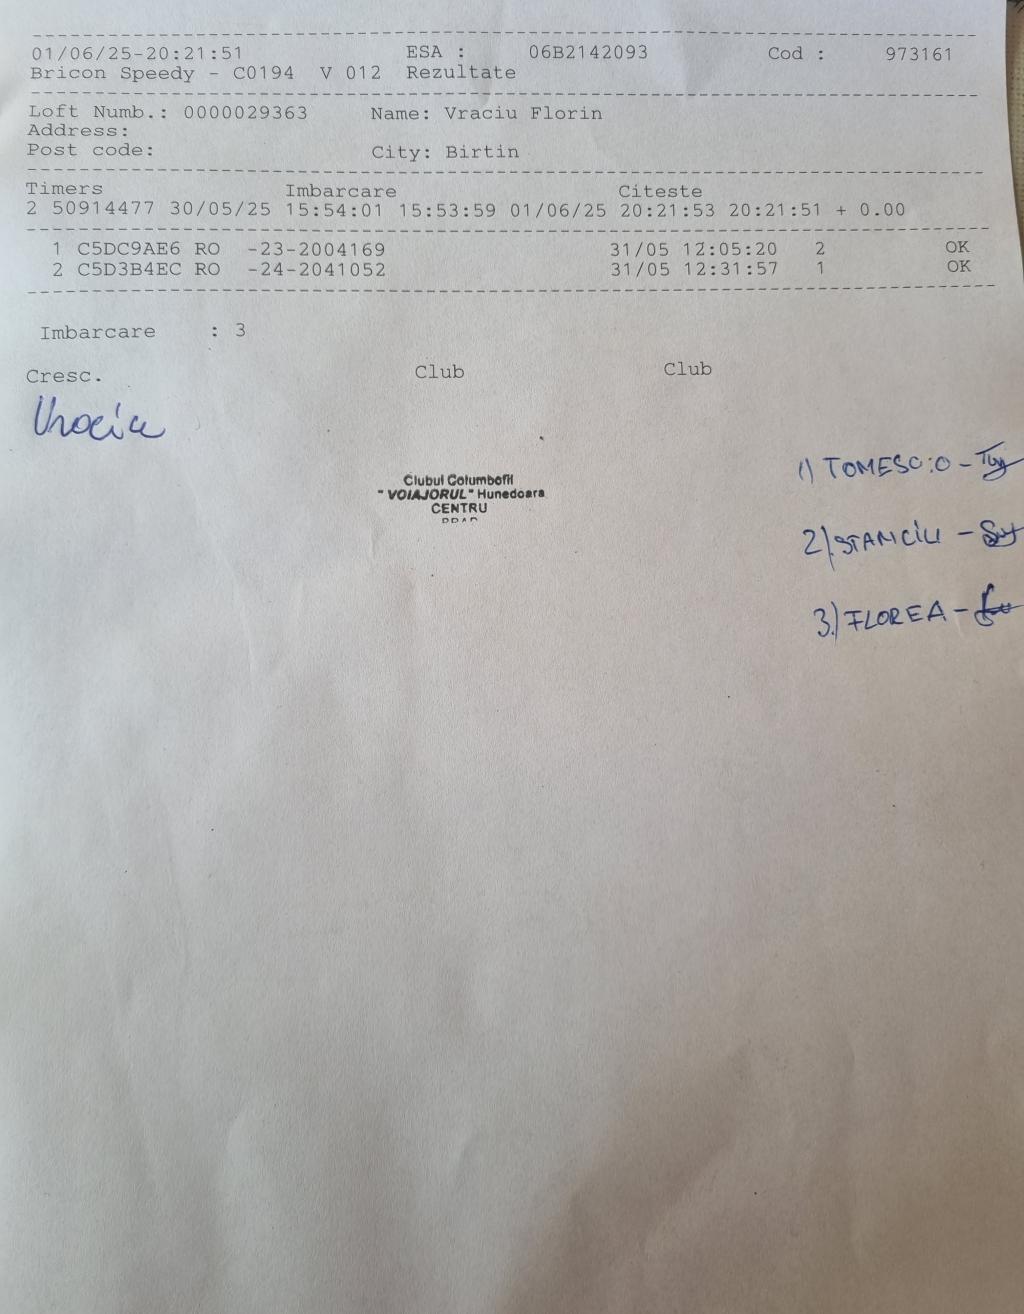 01/06/25-20:21:51 ESA : 06B2142093 Cod : 973161
Bricon Speedy - C0194 V 012 Rezultate
Loft Numb.: 0000029363 Name: Vraciu Florin
Address:
Post code: City: Birtin
Timers Imbarcare Citeste
2 50914477 30/05/25 15:54:01 15:53:59 01/06/25 20:21:53 20:21:51 + 0.00
1 C5DC9AE6 RO -23-2004169 31/05 12:05:20 2 OK
2 C5D3B4EC RO -24-2041052 31/05 12:31:57 1 OK
Imbarcare : 3
Cresc. Club Club
Vraciu
Clubul Columbofil
"VOIAJORUL" Hunedoara
CENTRU
BRAD
1) TOMESC :O -
2) STANCIU -
3.) FLOREA -